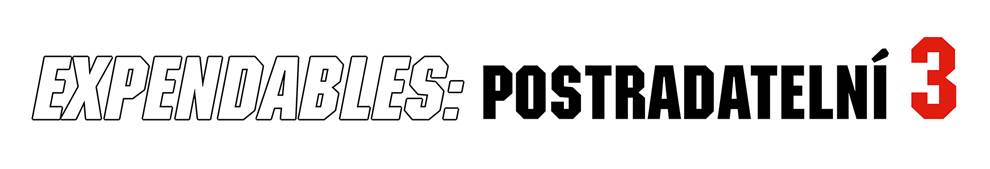 EXPENDABLES: POSTRADATELNÍ 3